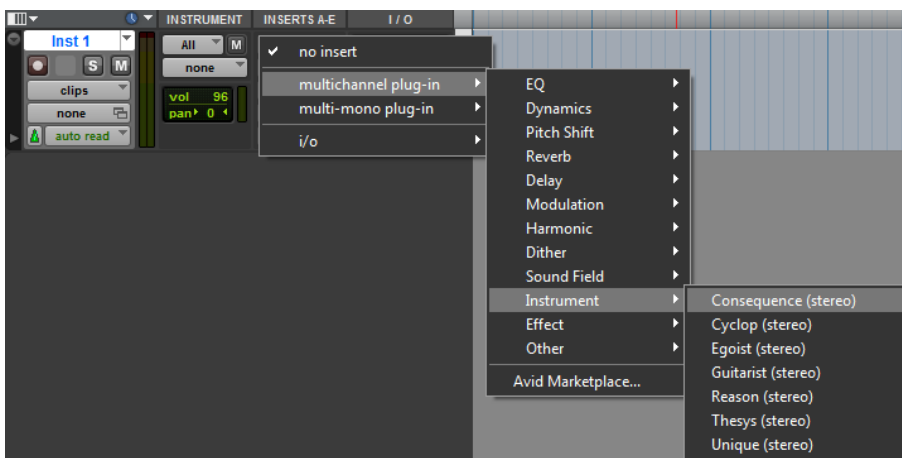 INSTRUMENT INSERTS A-E I / O
Inst 1
All M
S M
none
clips
vol 96
none
pan 0
auto read
no insert
multichannel plug-in
multi-mono plug-in
i/o
EQ
Dynamics
Pitch Shift
Reverb
Delay
Modulation
Harmonic
Dither
Sound Field
Instrument
Effect
Other
Avid Marketplace...
Consequence (stereo)
Cyclop (stereo)
Egoist (stereo)
Guitarist (stereo)
Reason (stereo)
Thesys (stereo)
Unique (stereo)